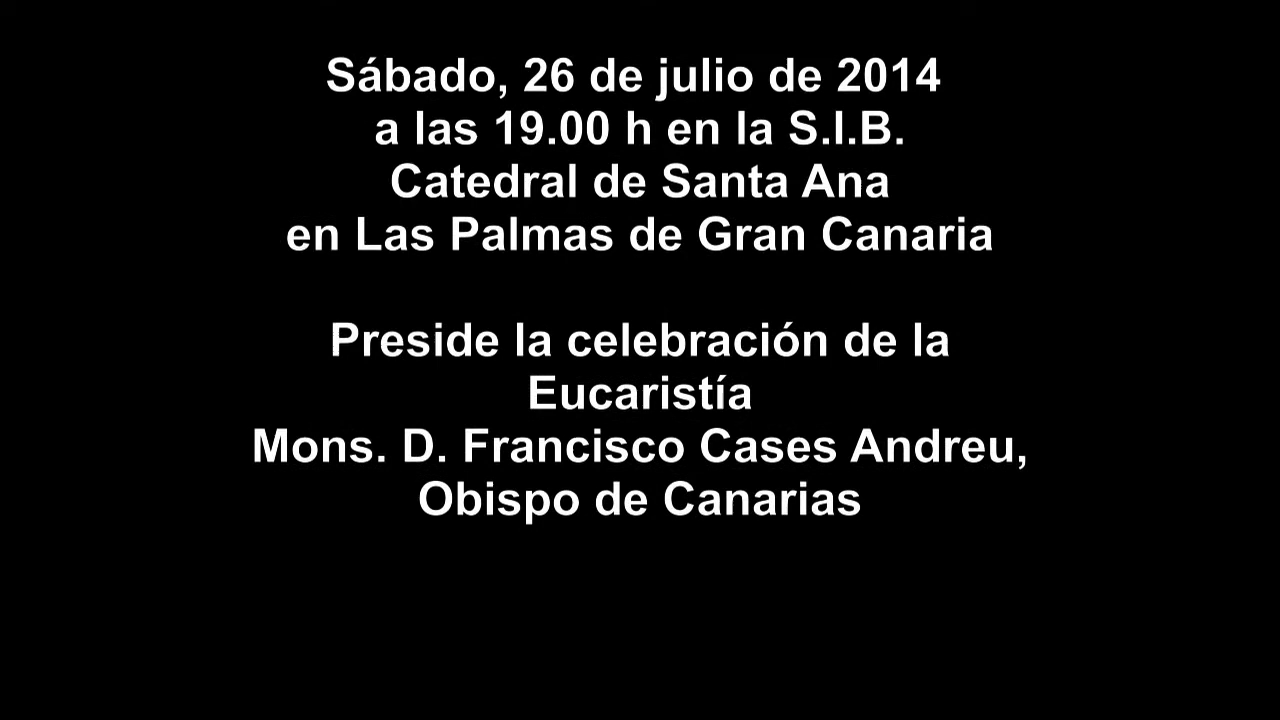 Sábado, 26 de julio de 2014
a las 19.00 h en la S.I.B.
Catedral de Santa Ana
en Las Palmas de Gran Canaria
Preside la celebración de la
Eucaristía
Mons. D. Francisco Cases Andreu,
Obispo de Canarias